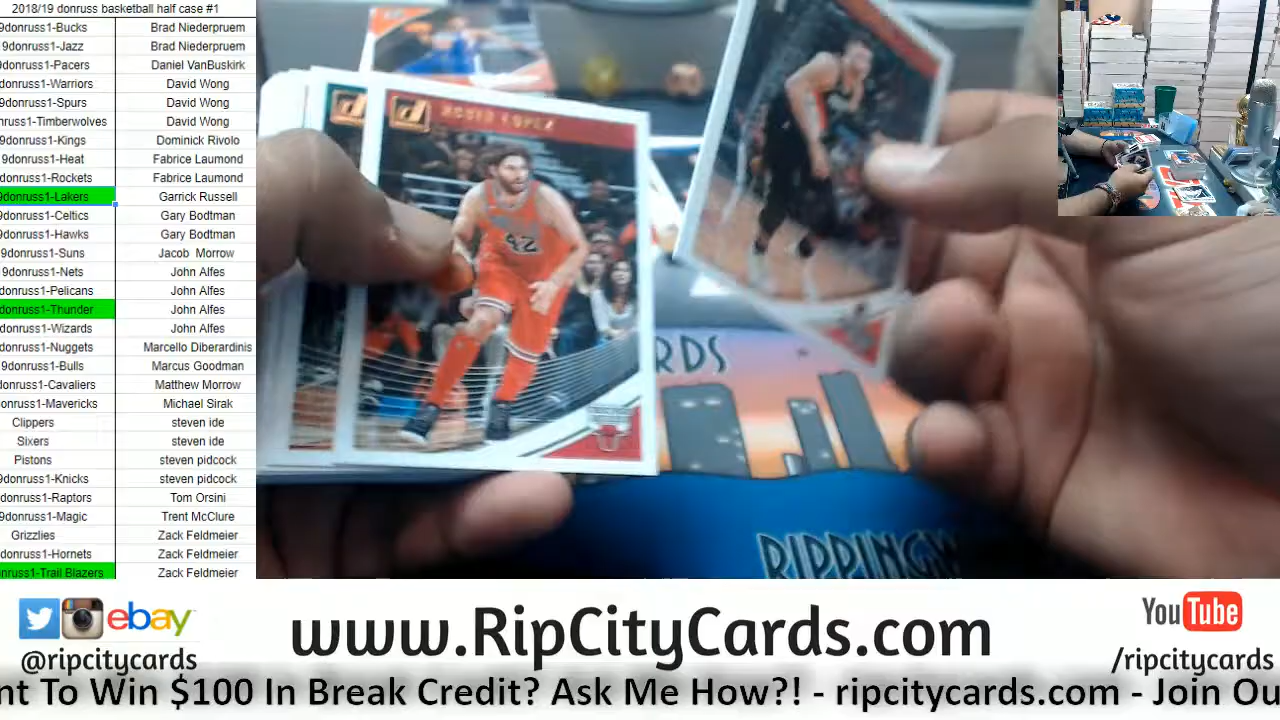 2018/19 donruss basketball half case #1
9donruss1-Bucks Brad Niederpruem
9donruss1-Jazz Brad Niederpruem
9donruss1-Pacers Daniel VanBuskirk
donruss1-Warriors David Wong
9donruss1-Spurs David Wong
donruss1-Timberwolves David Wong
9donruss1-Kings Dominick Rivolo
9donruss1-Heat Fabrice Laumond
9donruss1-Rockets Fabrice Laumond
9donruss1-Lakers Garrick Russell
9donruss1-Celtics Gary Bodtman
9donruss1-Hawks Gary Bodtman
9donruss1-Suns Jacob Morrow
9donruss1-Nets John Alfes
donruss1-Pelicans John Alfes
donruss1-Thunder John Alfes
donruss1-Wizards John Alfes
donruss1-Nuggets Marcello Diberardinis
9donruss1-Bulls Marcus Goodman
donruss1-Cavaliers Matthew Morrow
onruss1-Mavericks Michael Sirak
Clippers steven ide
Sixers steven ide
Pistons steven pidcock
9donruss1-Knicks steven pidcock
donruss1-Raptors Tom Orsini
9donruss1-Magic Trent McClure
Grizzlies Zack Feldmeier
donruss1-Hornets Zack Feldmeier
nruss1-Trail Blazers Zack Feldmeier
ROBIN LOPEZ
42
RDS
RIPPINGW
ebay
@ripcitycards
www.RipCityCards.com
YouTube
/ripcitycards
nt To Win $100 In Break Credit? Ask Me How?! - ripcitycards.com - Join Ou